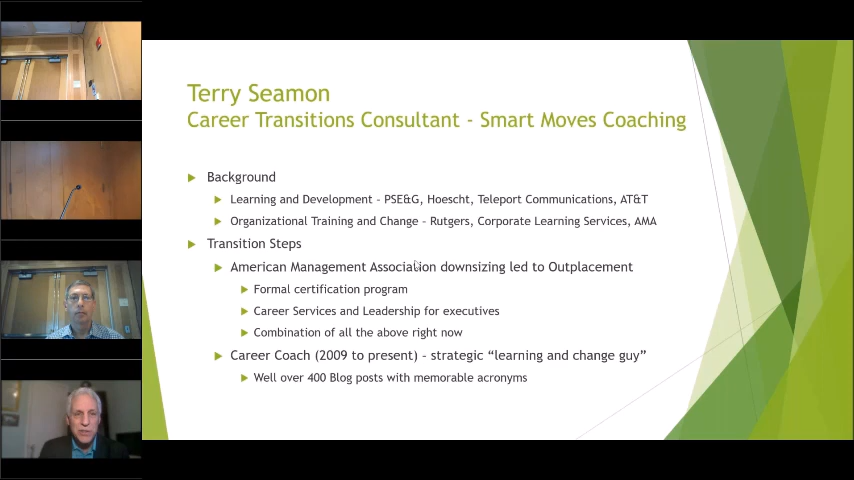 Terry Seamon
Career Transitions Consultant - Smart Moves Coaching
Background
Learning and Development - PSE&G, Hoescht, Teleport Communications, AT&T
Organizational Training and Change – Rutgers, Corporate Learning Services, AMA
Transition Steps
American Management Association downsizing led to Outplacement
Formal certification program
Career Services and Leadership for executives
Combination of all the above right now
Career Coach (2009 to present) – strategic “learning and change guy”
Well over 400 Blog posts with memorable acronyms